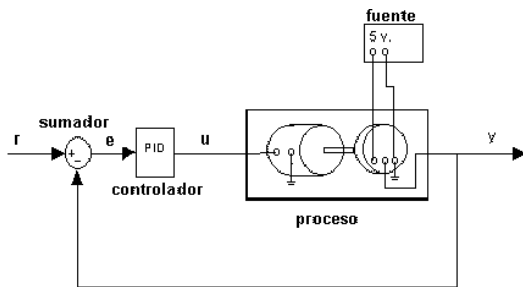 fuente
5 v.
sumador
r
+
-
e
PID
u
y
controlador
proceso